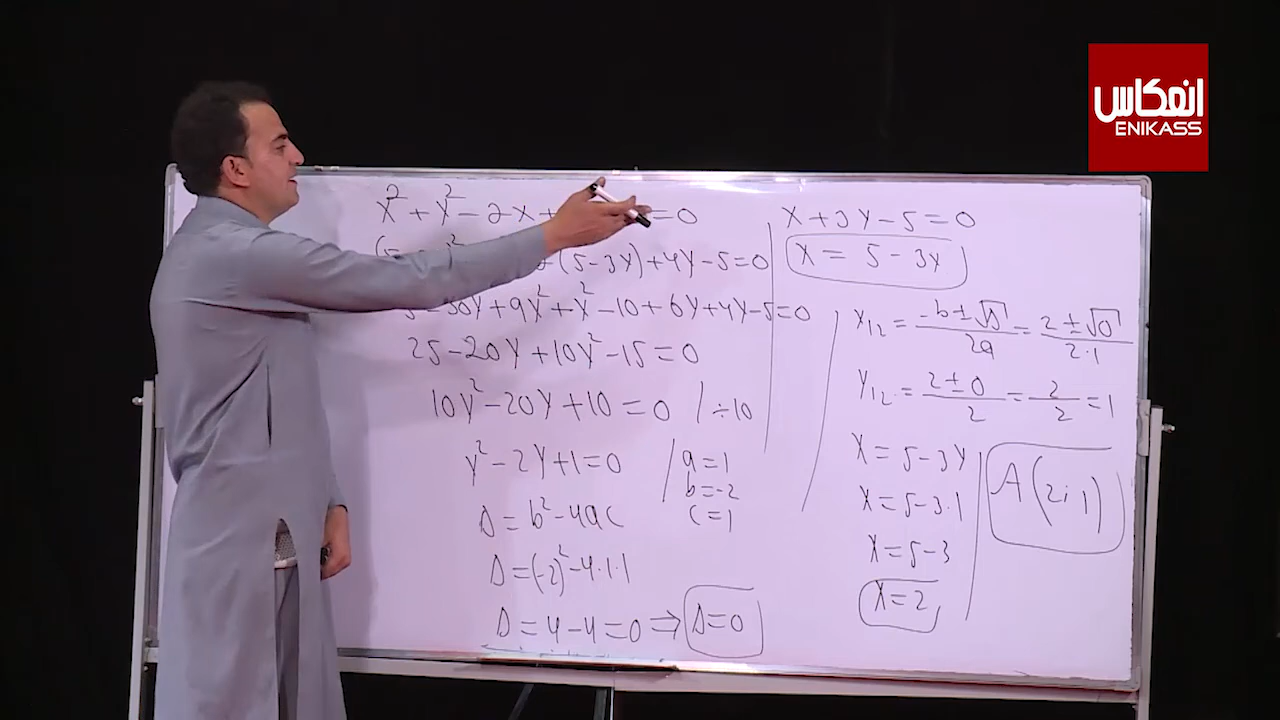 انعکاس
ENIKASS
x² + y² - 2x + = 0
(5-3y) + 4y - 5 = 0
- 30y + 9y² + y² - 10 + 6y + 4y - 5 = 0
25 - 20y + 10y² - 15 = 0
10y² - 20y + 10 = 0 / ÷10
y² - 2y + 1 = 0
a = 1
b = -2
c = 1
Δ = b² - 4ac
Δ = (-2)² - 4·1·1
Δ = 4 - 4 = 0 ⇒ Δ = 0
x + 3y - 5 = 0
x = 5 - 3y
y₁₂ = (-b ± √Δ)/2a = (2 ± √0)/2·1
y₁₂ = (2 ± 0)/2 = 2/2 = 1
x = 5 - 3y
x = 5 - 3·1
x = 5 - 3
x = 2
A(2; 1)